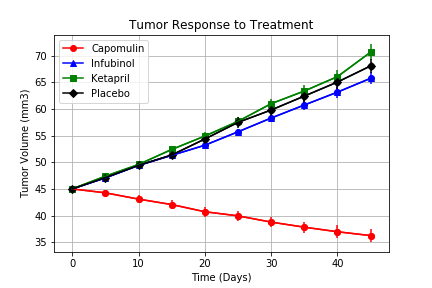 Tumor Response to Treatment
Capomulin
Infubinol
Ketapril
Placebo
Tumor Volume (mm3)
70
65
60
55
50
45
40
35
0 10 20 30 40
Time (Days)